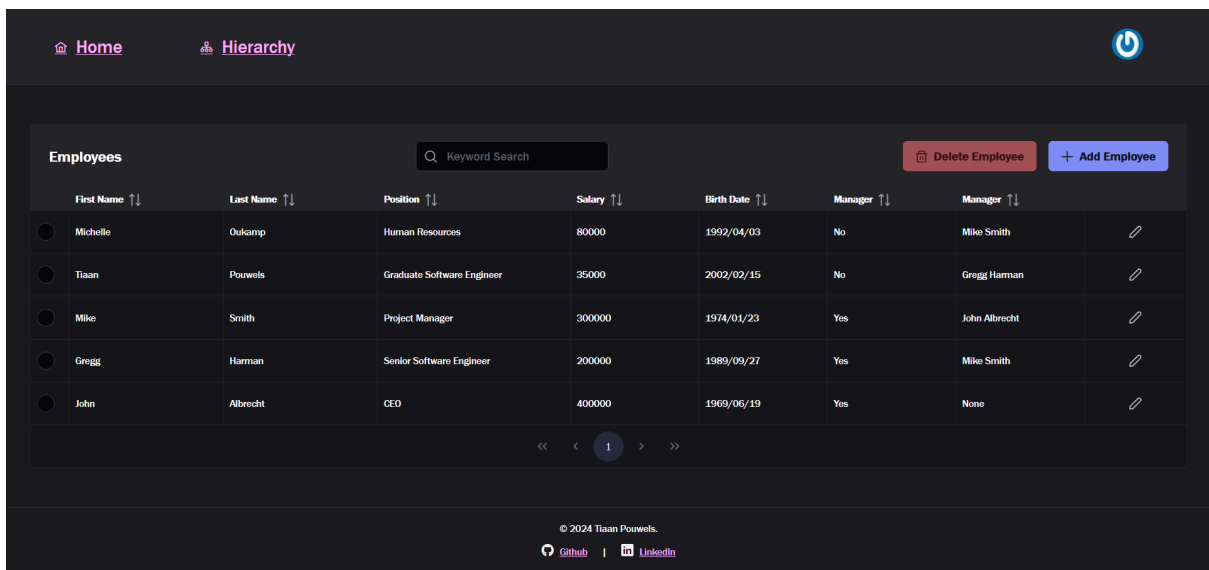 Home Hierarchy
Employees Keyword Search Delete Employee + Add Employee
First Name Last Name Position Salary Birth Date Manager Manager
Michelle Oukamp Human Resources 80000 1992/04/03 No Mike Smith
Tiaan Pouwels Graduate Software Engineer 35000 2002/02/15 No Gregg Harman
Mike Smith Project Manager 300000 1974/01/23 Yes John Albrecht
Gregg Harman Senior Software Engineer 200000 1989/09/27 Yes Mike Smith
John Albrecht CEO 400000 1969/06/19 Yes None
« < 1 > »
© 2024 Tiaan Pouwels.
Github | in LinkedIn